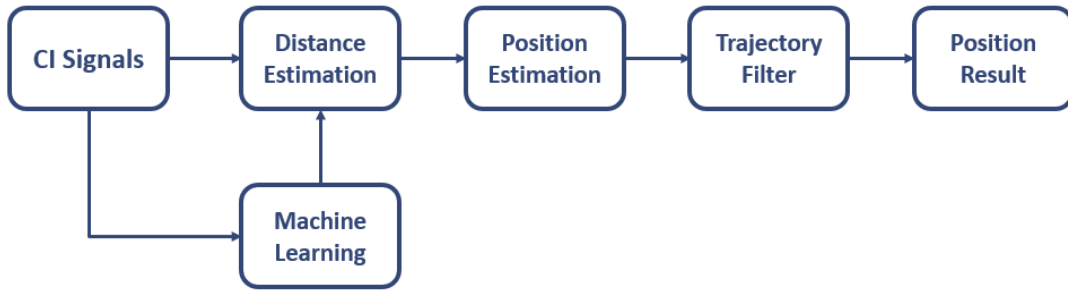 CI Signals
Distance
Estimation
Position
Estimation
Trajectory
Filter
Position
Result
Machine
Learning